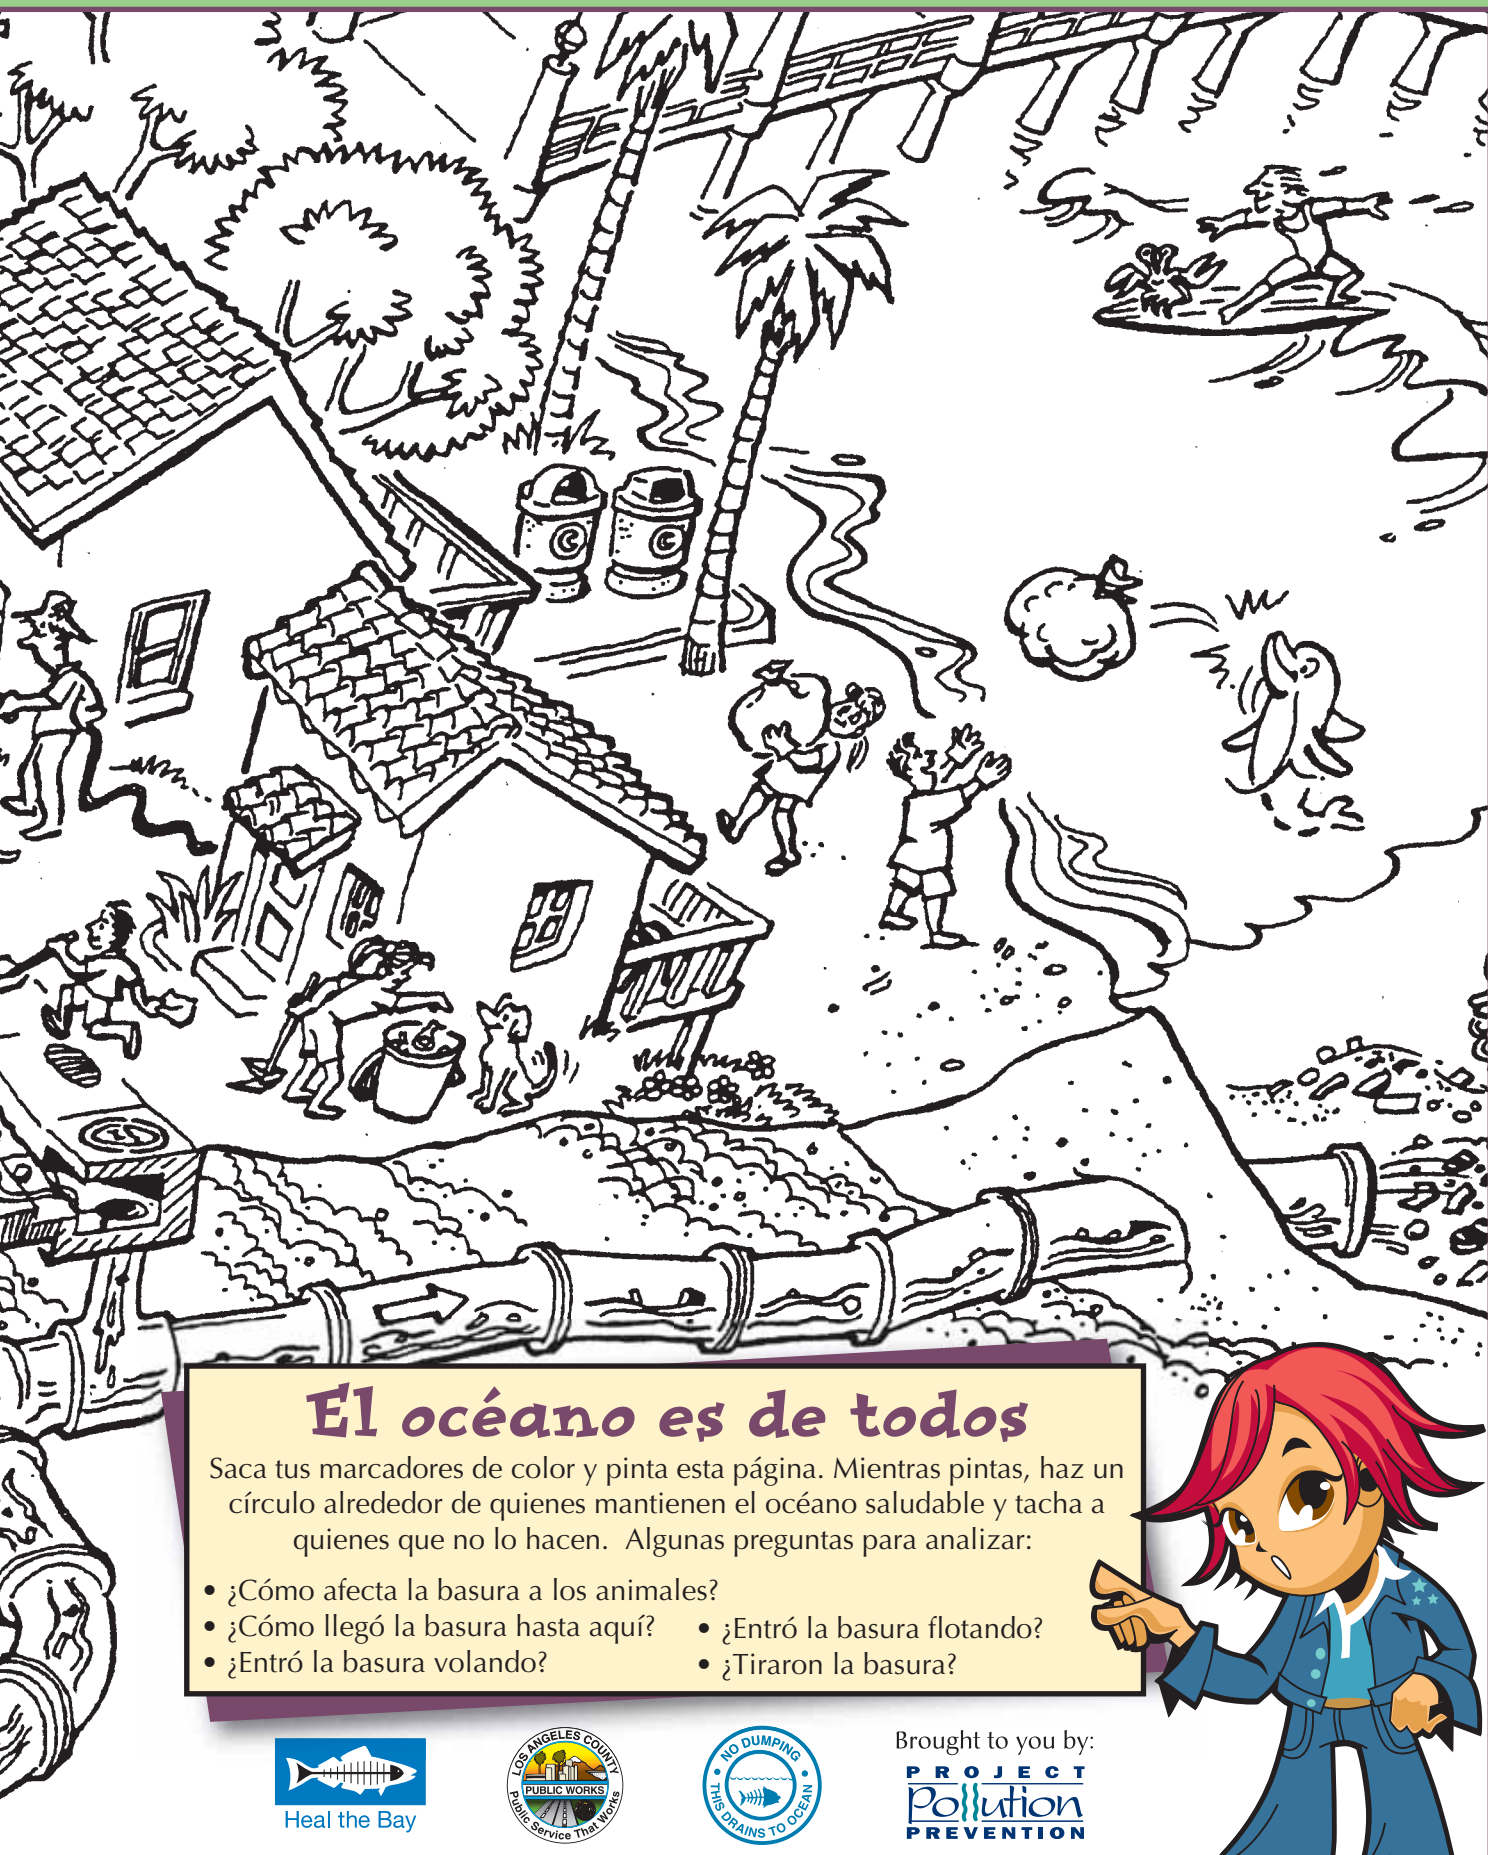 El océano es de todos
Saca tus marcadores de color y pinta esta página. Mientras pintas, haz un
círculo alrededor de quienes mantienen el océano saludable y tacha a
quienes que no lo hacen. Algunas preguntas para analizar:
• ¿Cómo afecta la basura a los animales?
• ¿Cómo llegó la basura hasta aquí?
• ¿Entró la basura flotando?
• ¿Entró la basura volando?
• ¿Tiraron la basura?
Heal the Bay
LOS ANGELES COUNTY
PUBLIC WORKS
Public Service That Works
NO DUMPING
THIS DRAINS TO OCEAN
Brought to you by:
PROJECT
Pollution
PREVENTION